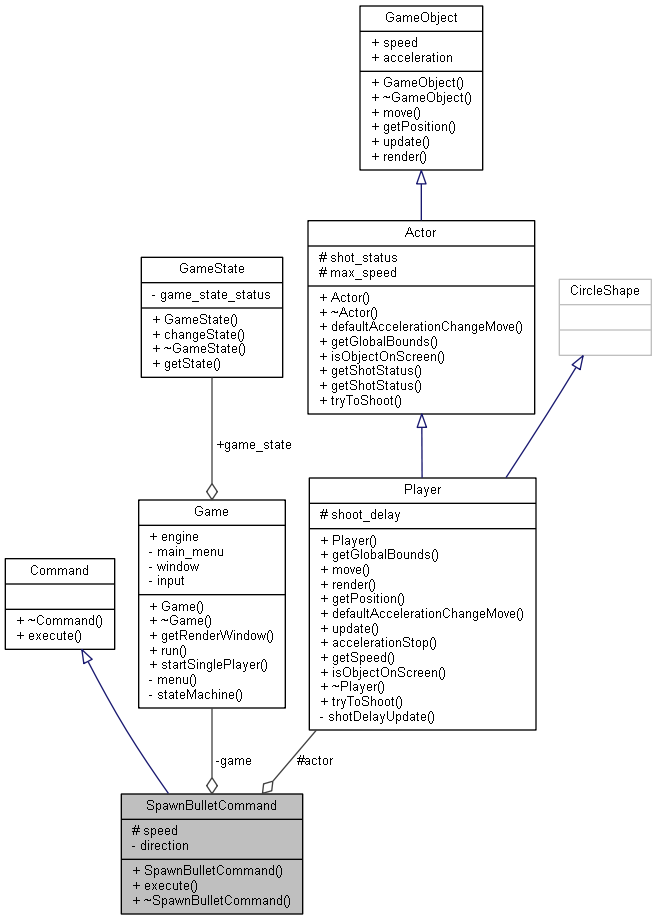 GameObject
+ speed
+ acceleration
+ GameObject()
+ ~GameObject()
+ move()
+ getPosition()
+ update()
+ render()
Actor
# shot_status
# max_speed
+ Actor()
+ ~Actor()
+ defaultAccelerationChangeMove()
+ getGlobalBounds()
+ isObjectOnScreen()
+ getShotStatus()
+ getShotStatus()
+ tryToShoot()
GameState
- game_state_status
+ GameState()
+ changeState()
+ ~GameState()
+ getState()
CircleShape
+game_state
Player
# shoot_delay
+ Player()
+ getGlobalBounds()
+ move()
+ render()
+ getPosition()
+ defaultAccelerationChangeMove()
+ update()
+ accelerationStop()
+ getSpeed()
+ isObjectOnScreen()
+ ~Player()
+ tryToShoot()
- shotDelayUpdate()
Game
+ engine
- main_menu
- window
- input
+ Game()
+ ~Game()
+ getRenderWindow()
+ run()
+ startSinglePlayer()
- menu()
- stateMachine()
Command
+ ~Command()
+ execute()
-game
#actor
SpawnBulletCommand
# speed
- direction
+ SpawnBulletCommand()
+ execute()
+ ~SpawnBulletCommand()